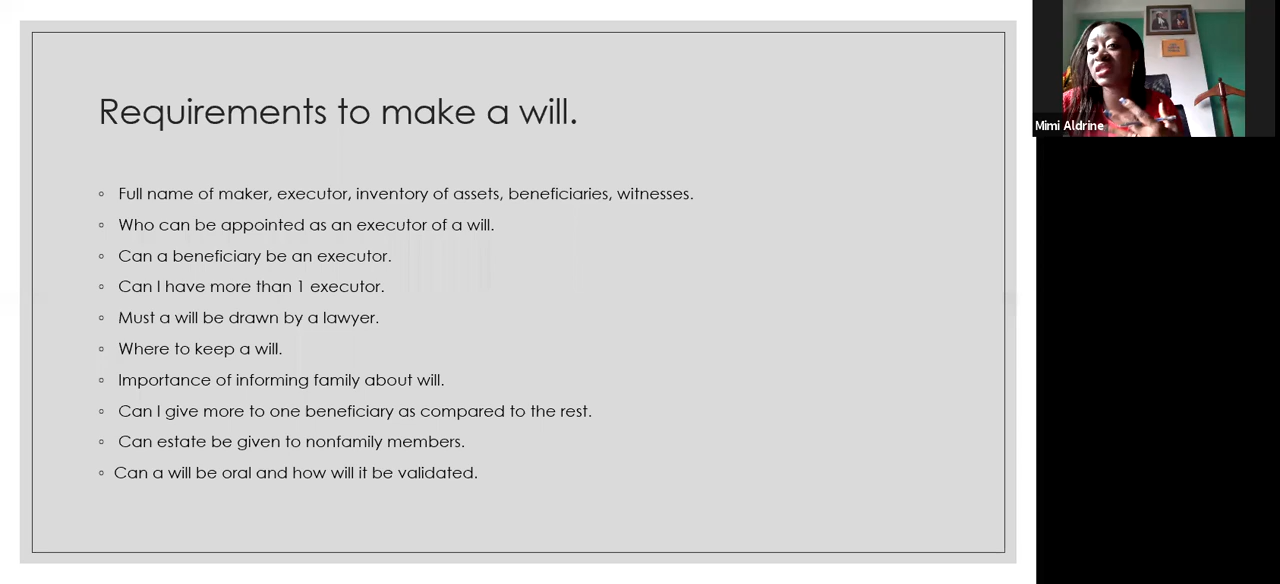 Requirements to make a will.
Full name of maker, executor, inventory of assets, beneficiaries, witnesses.
Who can be appointed as an executor of a will.
Can a beneficiary be an executor.
Can I have more than 1 executor.
Must a will be drawn by a lawyer.
Where to keep a will.
Importance of informing family about will.
Can I give more to one beneficiary as compared to the rest.
Can estate be given to nonfamily members.
Can a will be oral and how will it be validated.
Mimi Aldrine